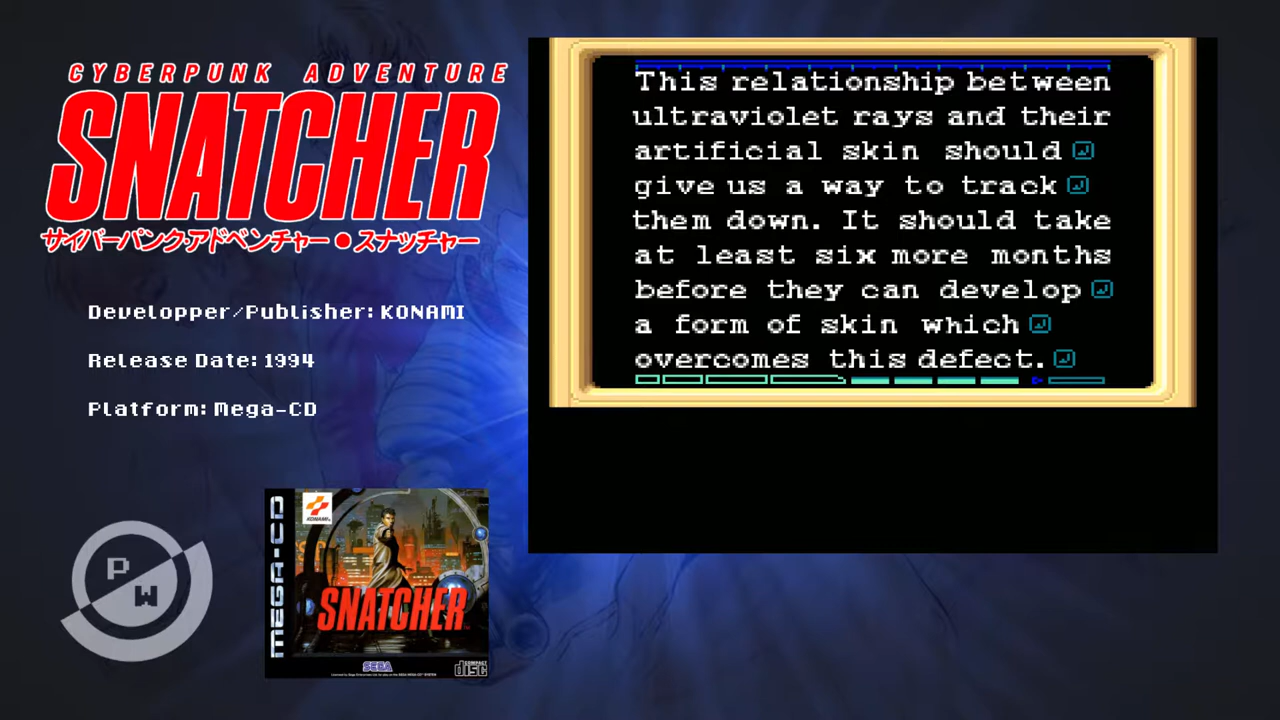 CYBERPUNK ADVENTURE
SNATCHER
サイバーパンク・アドベンチャー●スナッチャー
Developper/Publisher: KONAMI
Release Date: 1994
Platform: Mega-CD
PW
This relationship between
ultraviolet rays and their
artificial skin should
give us a way to track
them down. It should take
at least six more months
before they can develop
a form of skin which
overcomes this defect.
MEGA-CD
KONAMI
SNATCHER
SEGA
COMPACT
disc